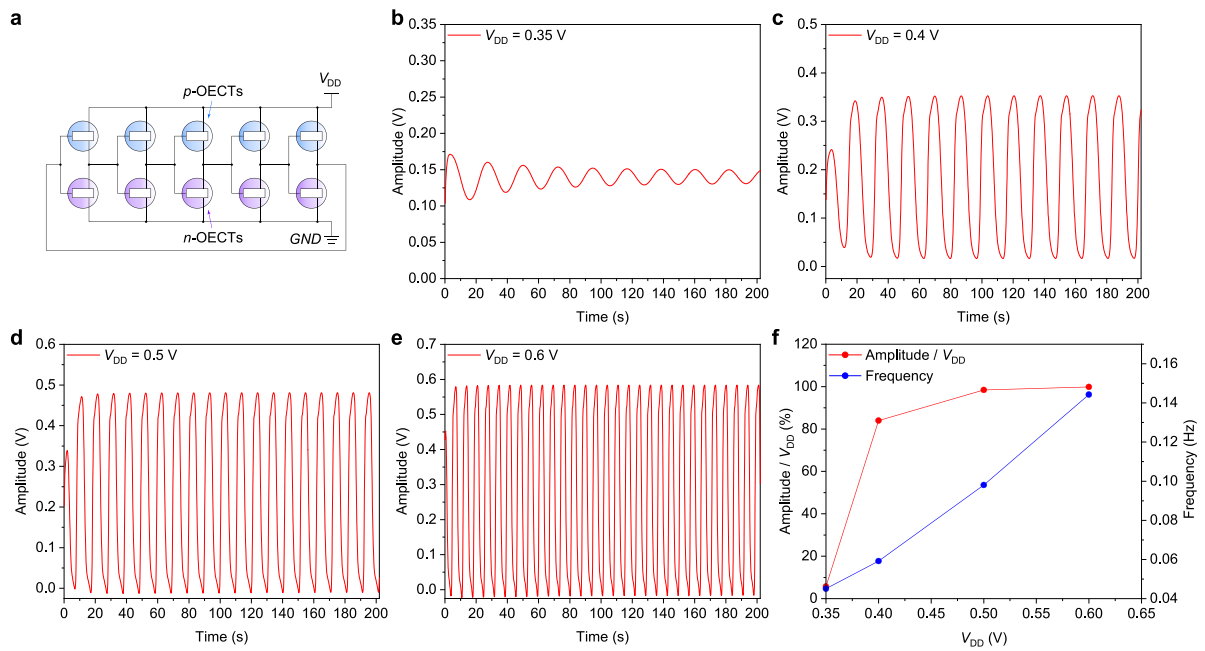 a
V_DD
p-OECTs
n-OECTs
GND
b
V_DD = 0.35 V
0.35
0.30
0.25
0.20
0.15
0.10
0.05
0.00
Amplitude (V)
0 20 40 60 80 100 120 140 160 180 200
Time (s)
c
V_DD = 0.4 V
0.5
0.4
0.3
0.2
0.1
0.0
Amplitude (V)
0 20 40 60 80 100 120 140 160 180 200
Time (s)
d
V_DD = 0.5 V
0.6
0.5
0.4
0.3
0.2
0.1
0.0
Amplitude (V)
0 20 40 60 80 100 120 140 160 180 200
Time (s)
e
V_DD = 0.6 V
0.7
0.6
0.5
0.4
0.3
0.2
0.1
0.0
Amplitude (V)
0 20 40 60 80 100 120 140 160 180 200
Time (s)
f
Amplitude / V_DD
Frequency
120
100
80
60
40
20
0
Amplitude / V_DD (%)
0.16
0.14
0.12
0.10
0.08
0.06
0.04
Frequency (Hz)
0.35 0.40 0.45 0.50 0.55 0.60 0.65
V_DD (V)